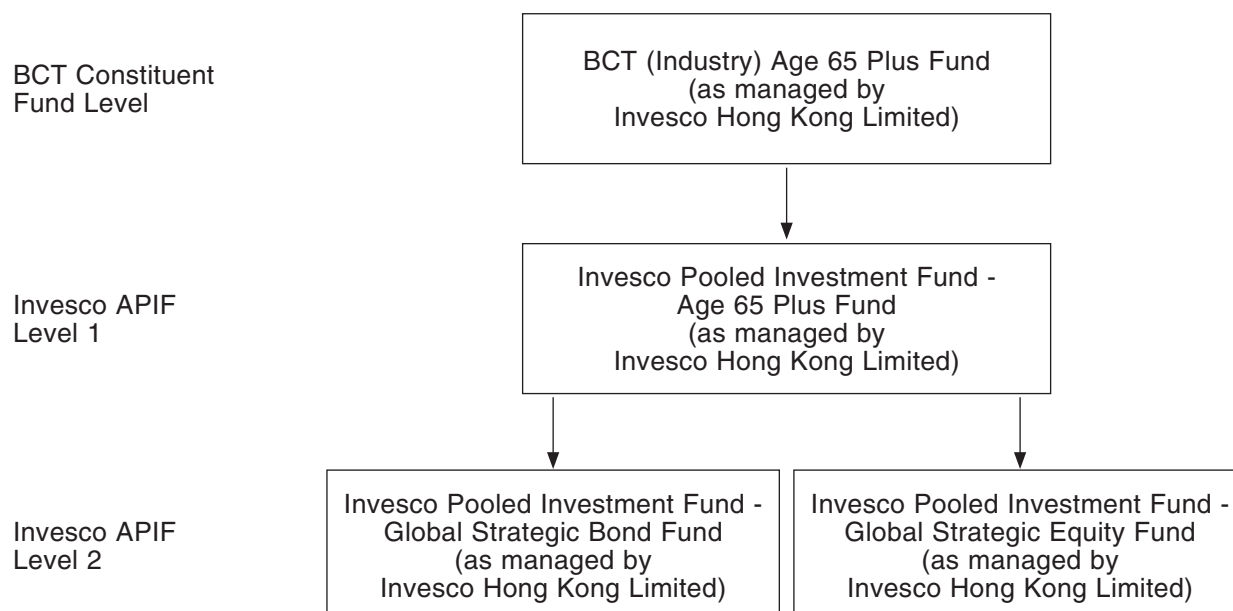 BCT Constituent
Fund Level
BCT (Industry) Age 65 Plus Fund
(as managed by
Invesco Hong Kong Limited)
Invesco APIF
Level 1
Invesco Pooled Investment Fund -
Age 65 Plus Fund
(as managed by
Invesco Hong Kong Limited)
Invesco APIF
Level 2
Invesco Pooled Investment Fund -
Global Strategic Bond Fund
(as managed by
Invesco Hong Kong Limited)
Invesco Pooled Investment Fund -
Global Strategic Equity Fund
(as managed by
Invesco Hong Kong Limited)